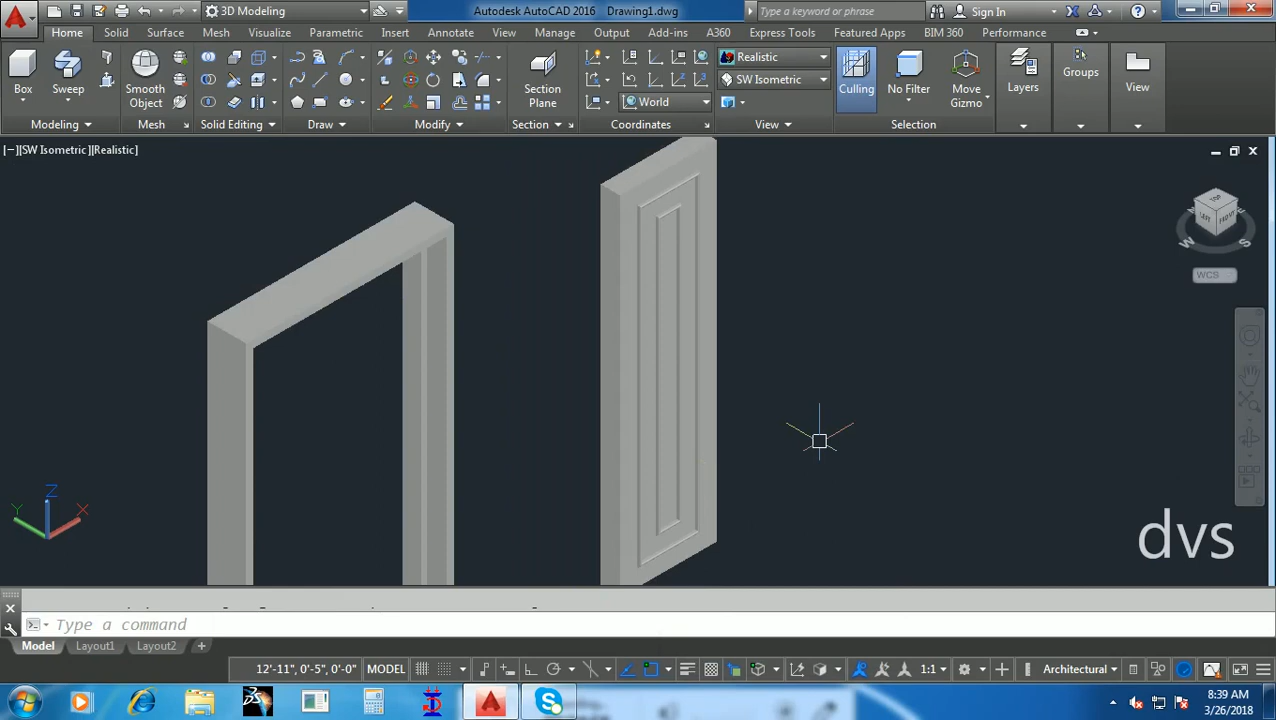 3D Modeling
Autodesk AutoCAD 2016 Drawing1.dwg
Type a keyword or phrase
Sign In
Home Solid Surface Mesh Visualize Parametric Insert Annotate View Manage Output Add-ins A360 Express Tools Featured Apps BIM 360 Performance
Realistic
SW Isometric
World
Box
Sweep
Smooth Object
Section Plane
Culling
No Filter
Move Gizmo
Layers
Groups
View
Modeling
Mesh
Solid Editing
Draw
Modify
Section
Coordinates
View
Selection
[−][SW Isometric][Realistic]
TOP
LEFT
FRONT
W
S
WCS
Z
Y
X
dvs
Type a command
Model Layout1 Layout2 +
12'-11", 0'-5", 0'-0" MODEL
1:1
Architectural
8:39 AM
3/26/2018